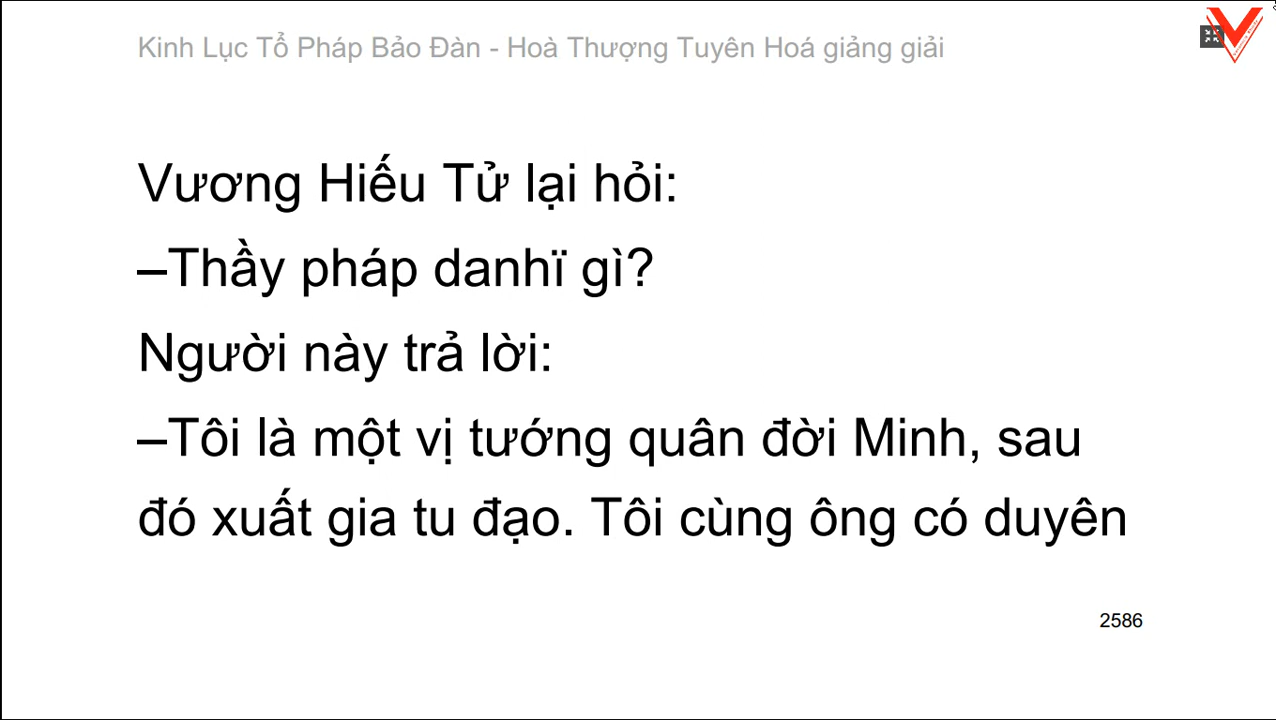 Kinh Lục Tổ Pháp Bảo Đàn - Hoà Thượng Tuyên Hoá giảng giải
Vương Hiếu Tử lại hỏi:
–Thầy pháp danhï gì?
Người này trả lời:
–Tôi là một vị tướng quân đời Minh, sau
đó xuất gia tu đạo. Tôi cùng ông có duyên
2586